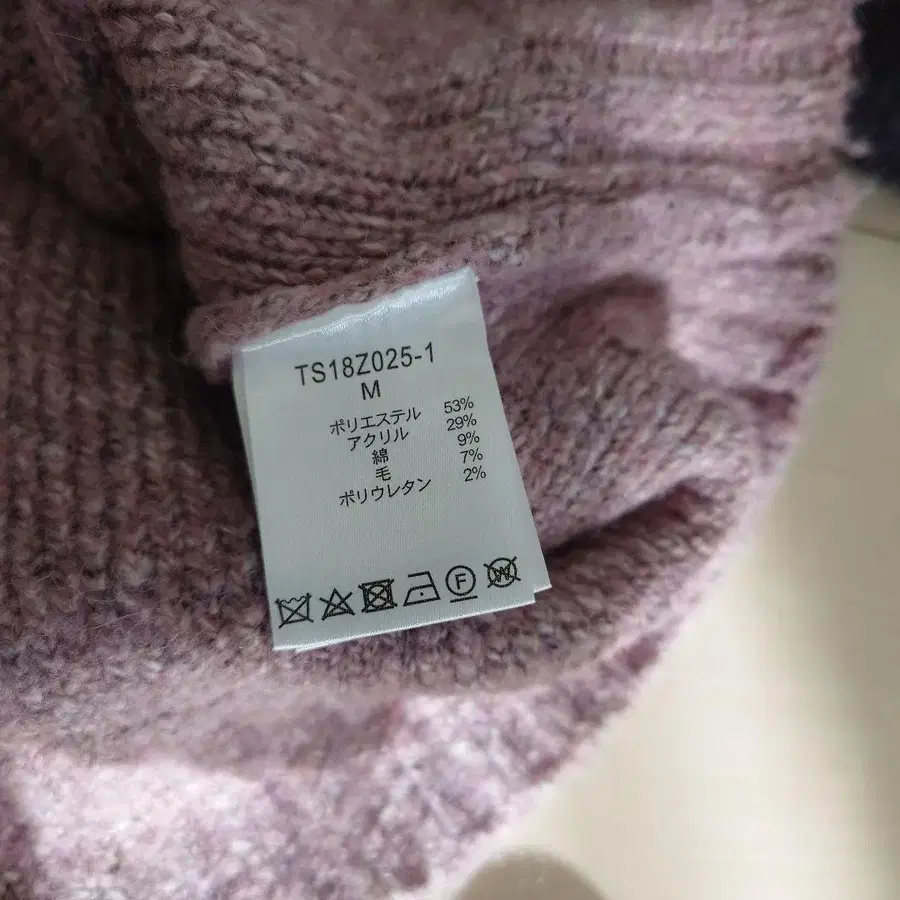 TS18Z025-1
M
ポリエステル 53%
アクリル 29%
綿 9%
毛 7%
ポリウレタン 2%
F W